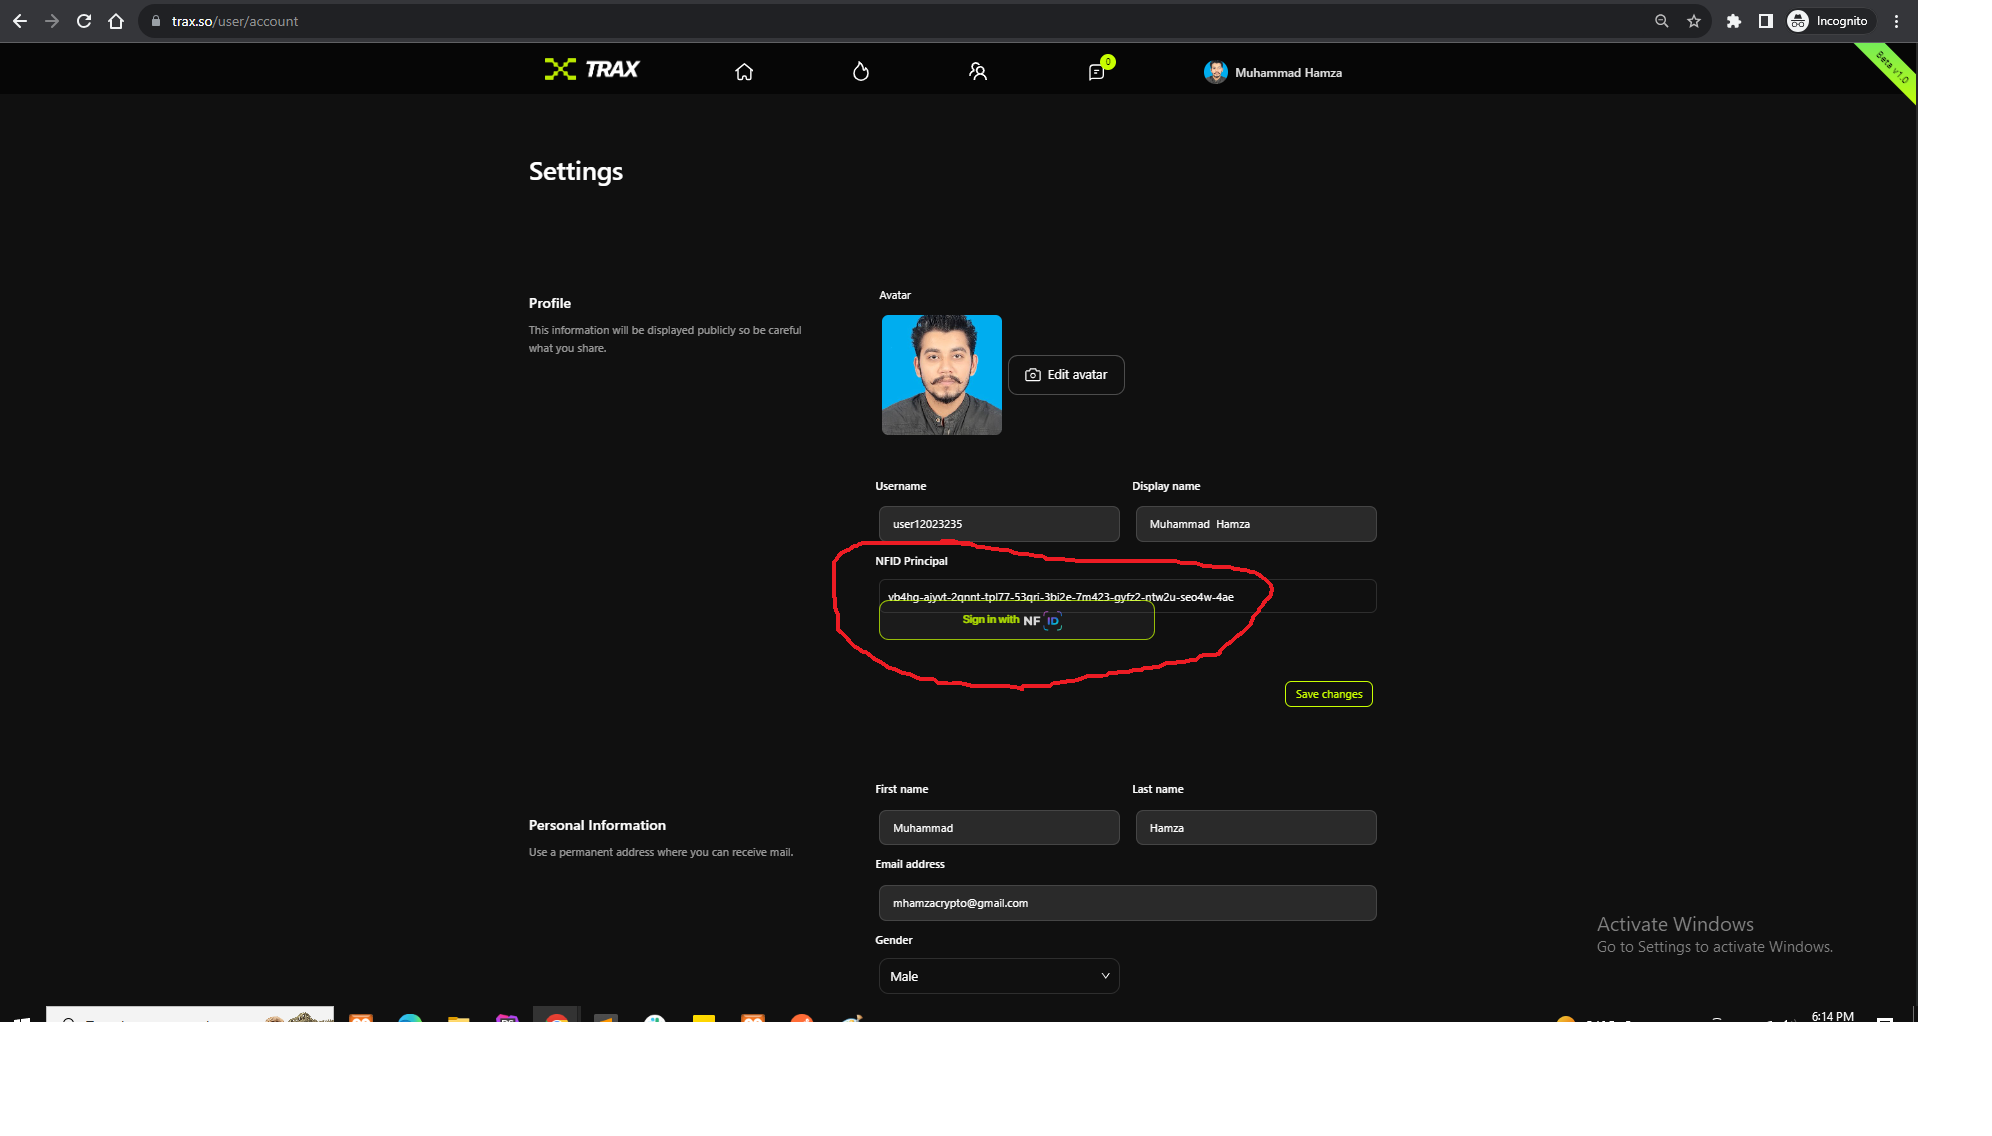 trax.so/user/account
Incognito
TRAX
0
Muhammad Hamza
Beta v1.0
Settings
Profile
This information will be displayed publicly so be careful
what you share.
Avatar
Edit avatar
Username
Display name
user12023235
Muhammad Hamza
NFID Principal
vb4hg-ajyvt-2qnnt-tpl77-53qri-3bi2e-7m423-gyfz2-ntw2u-seo4w-4ae
Sign in with NFID
Save changes
First name
Last name
Personal Information
Use a permanent address where you can receive mail.
Muhammad
Hamza
Email address
mhamzacrypto@gmail.com
Gender
Male
Activate Windows
Go to Settings to activate Windows.
6:14 PM